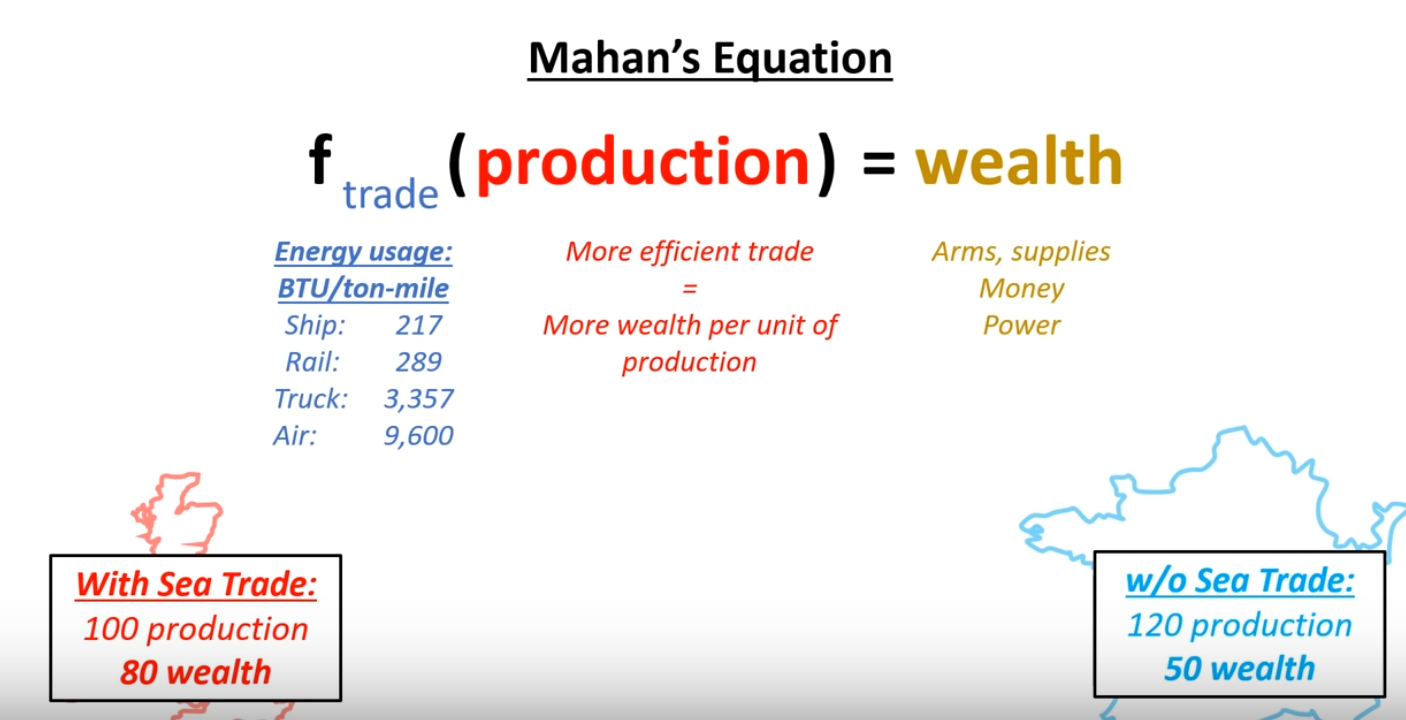 Mahan's Equation
f trade (production) = wealth
Energy usage:
BTU/ton-mile
Ship: 217
Rail: 289
Truck: 3,357
Air: 9,600
More efficient trade
=
More wealth per unit of
production
Arms, supplies
Money
Power
With Sea Trade:
100 production
80 wealth
w/o Sea Trade:
120 production
50 wealth